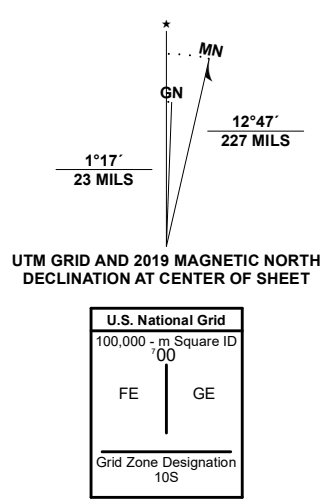 ★
MN
GN
12°47´
227 MILS
1°17´
23 MILS
UTM GRID AND 2019 MAGNETIC NORTH
DECLINATION AT CENTER OF SHEET
U.S. National Grid
100,000 - m Square ID
⁷00
FE GE
Grid Zone Designation
10S